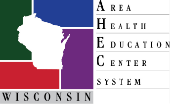 AREA
HEALTH
EDUCATION
CENTER
SYSTEM
WISCONSIN